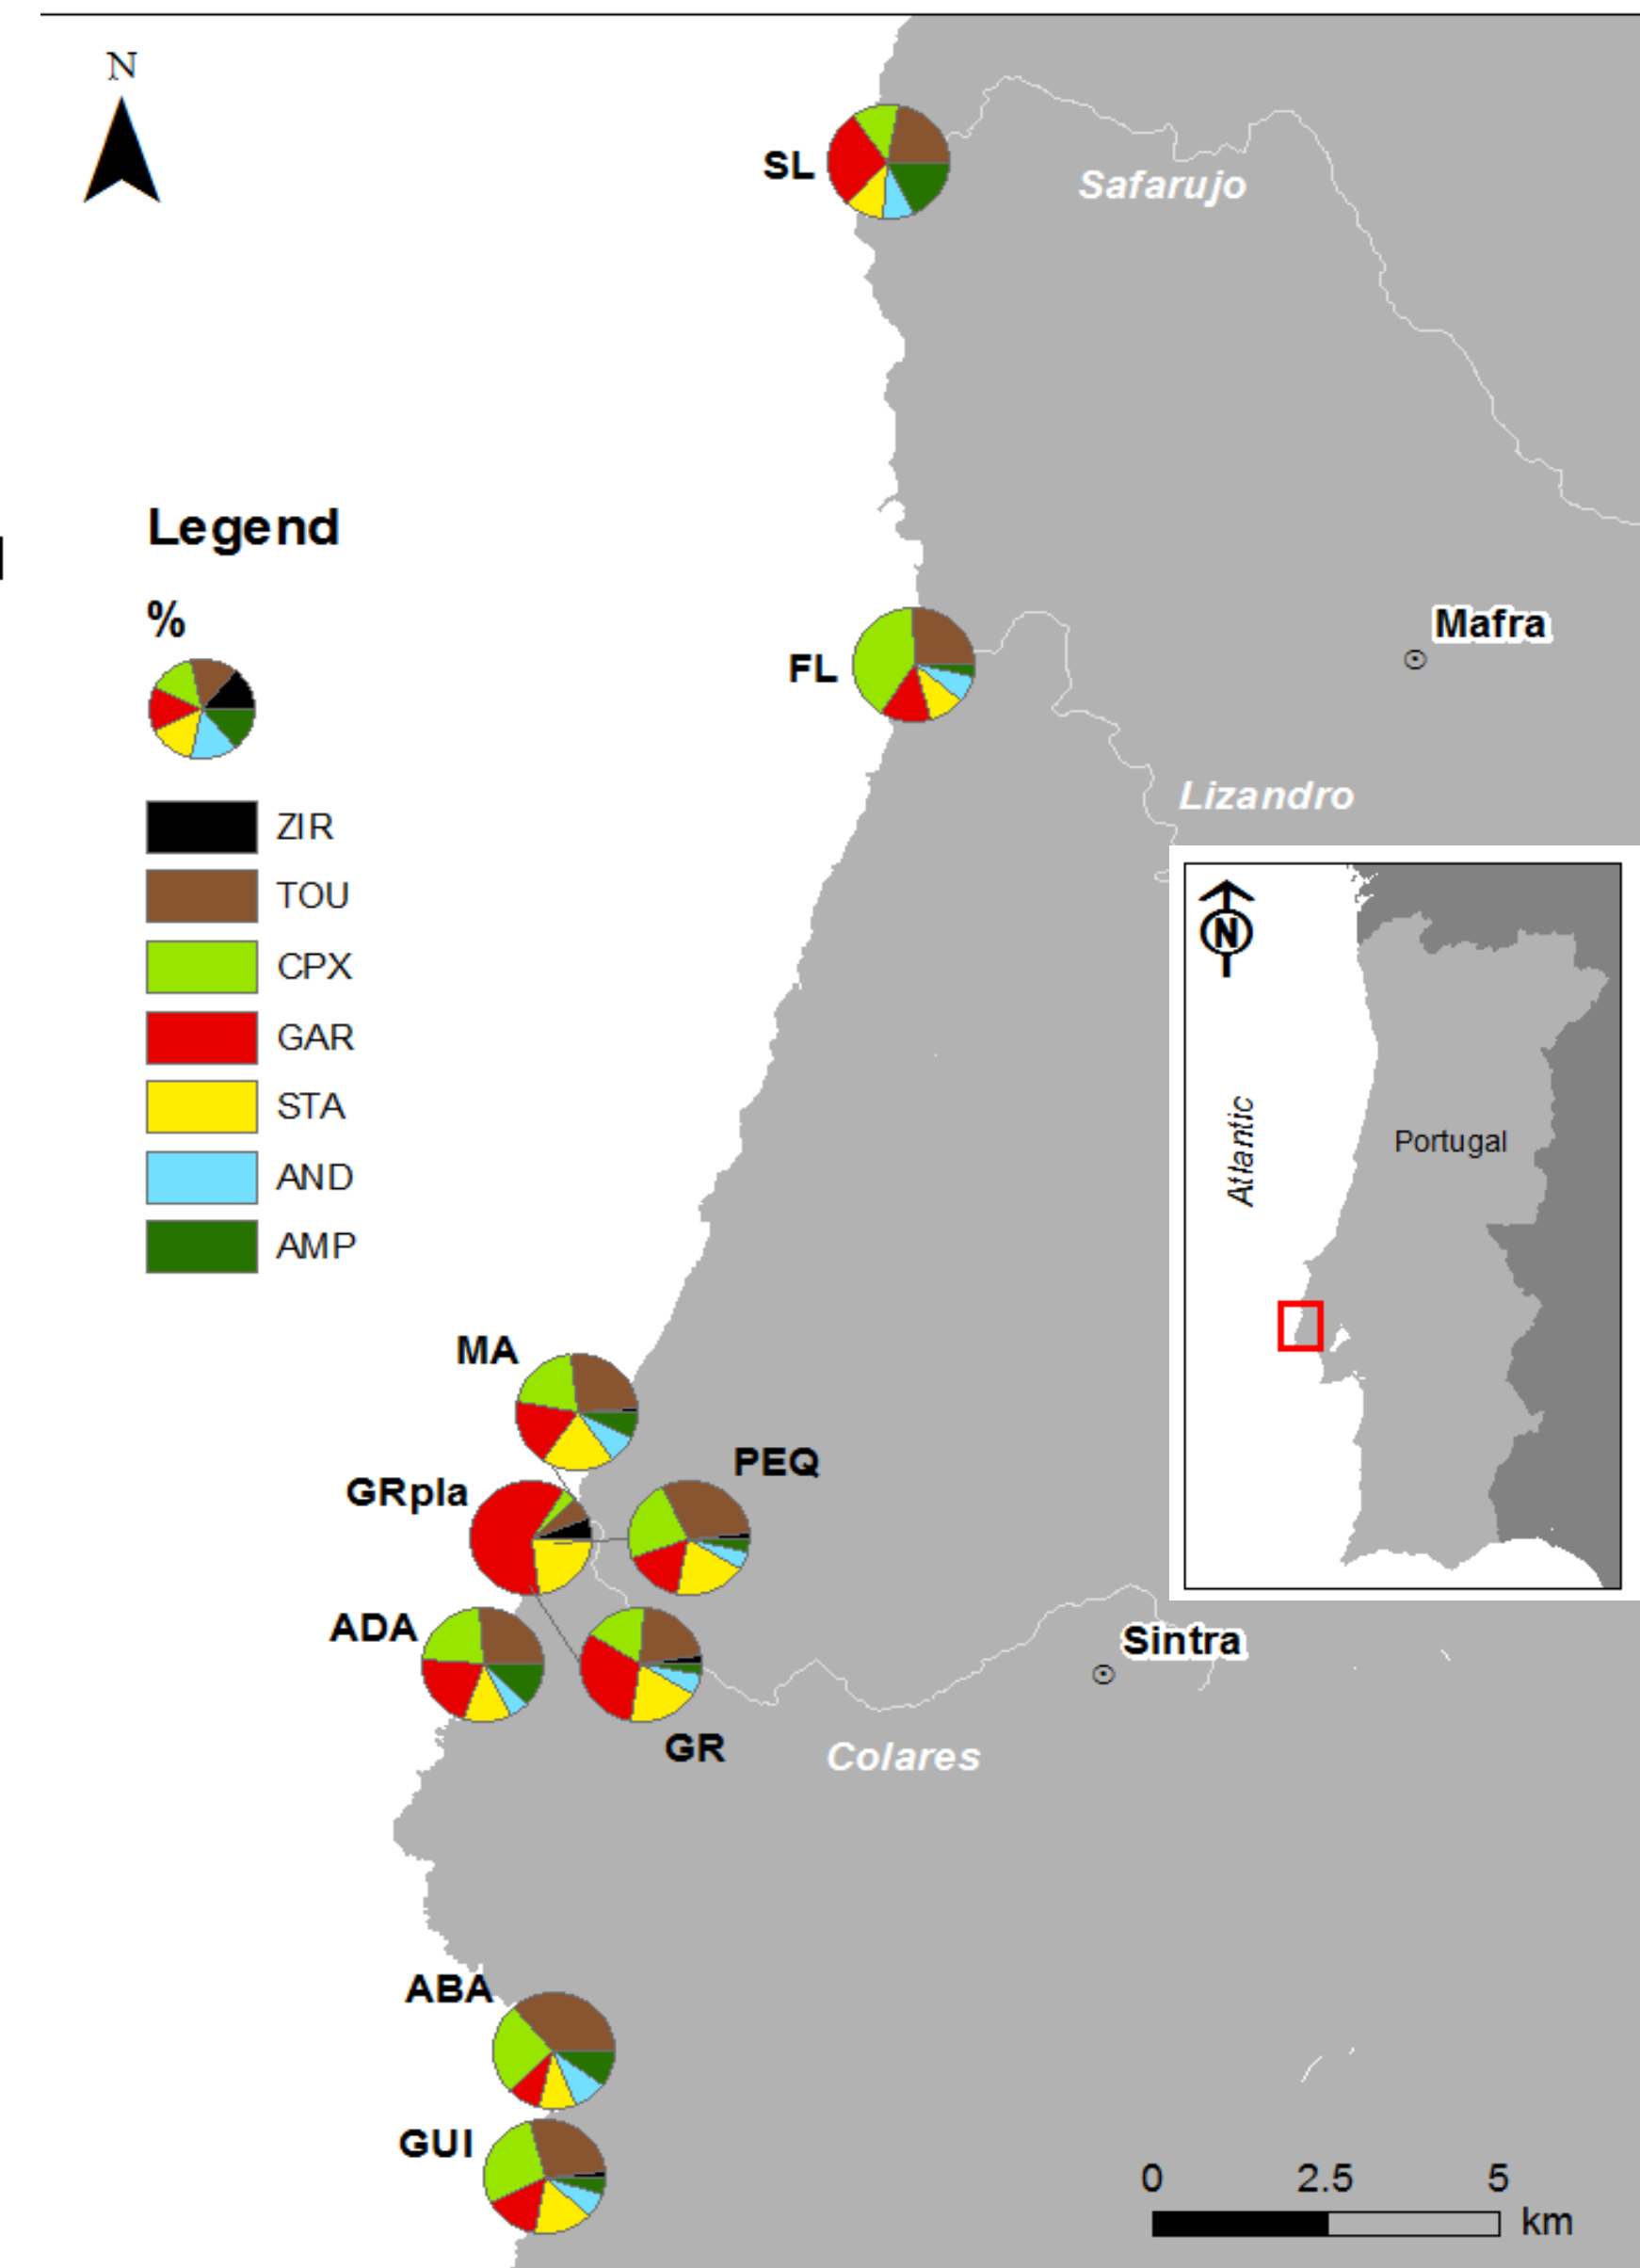 N
SL
Safarujo
Legend
%
FL
Mafra
Lizandro
ZIR
TOU
CPX
GAR
STA
AND
AMP
N
Atlantic
Portugal
MA
PEQ
GRpla
ADA
Sintra
GR
Colares
ABA
GUI
0 2.5 5
km